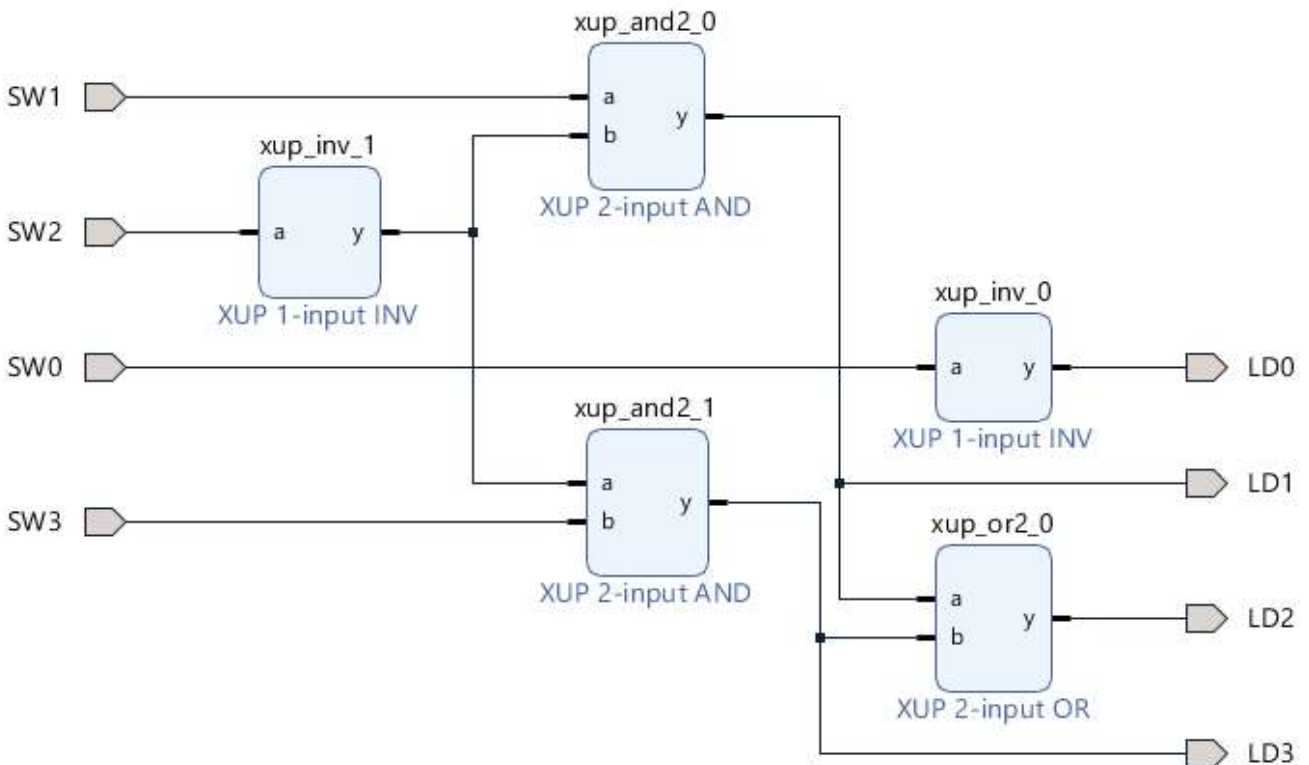 xup_and2_0
SW1
a
y
b
xup_inv_1
XUP 2-input AND
SW2
a y
XUP 1-input INV
xup_inv_0
SW0
a y
LD0
xup_and2_1
XUP 1-input INV
a
y
b
LD1
SW3
xup_or2_0
XUP 2-input AND
a
y
b
LD2
XUP 2-input OR
LD3